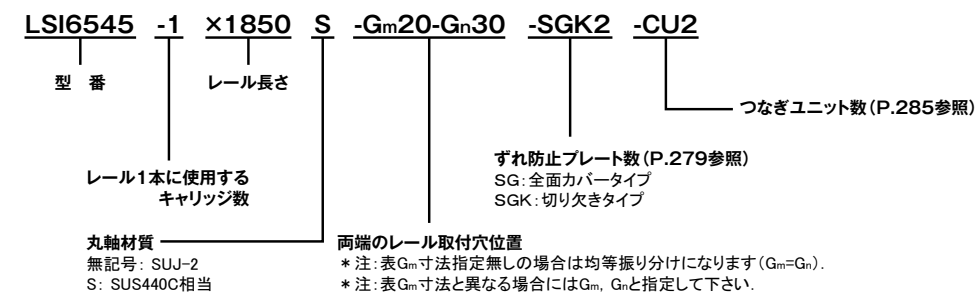 LSI6545 -1 ×1850 S -Gm20-Gn30 -SGK2 -CU2
型 番
レール長さ
つなぎユニット数(P.285参照)
ずれ防止プレート数(P.279参照)
SG:全面カバータイプ
SGK:切り欠きタイプ
レール1本に使用する
キャリッジ数
丸軸材質
無記号: SUJ-2
S: SUS440C相当
両端のレール取付穴位置
*注:表Gm寸法指定無しの場合は均等振り分けになります(Gm=Gn).
*注:表Gm寸法と異なる場合にはGm, Gnと指定して下さい.